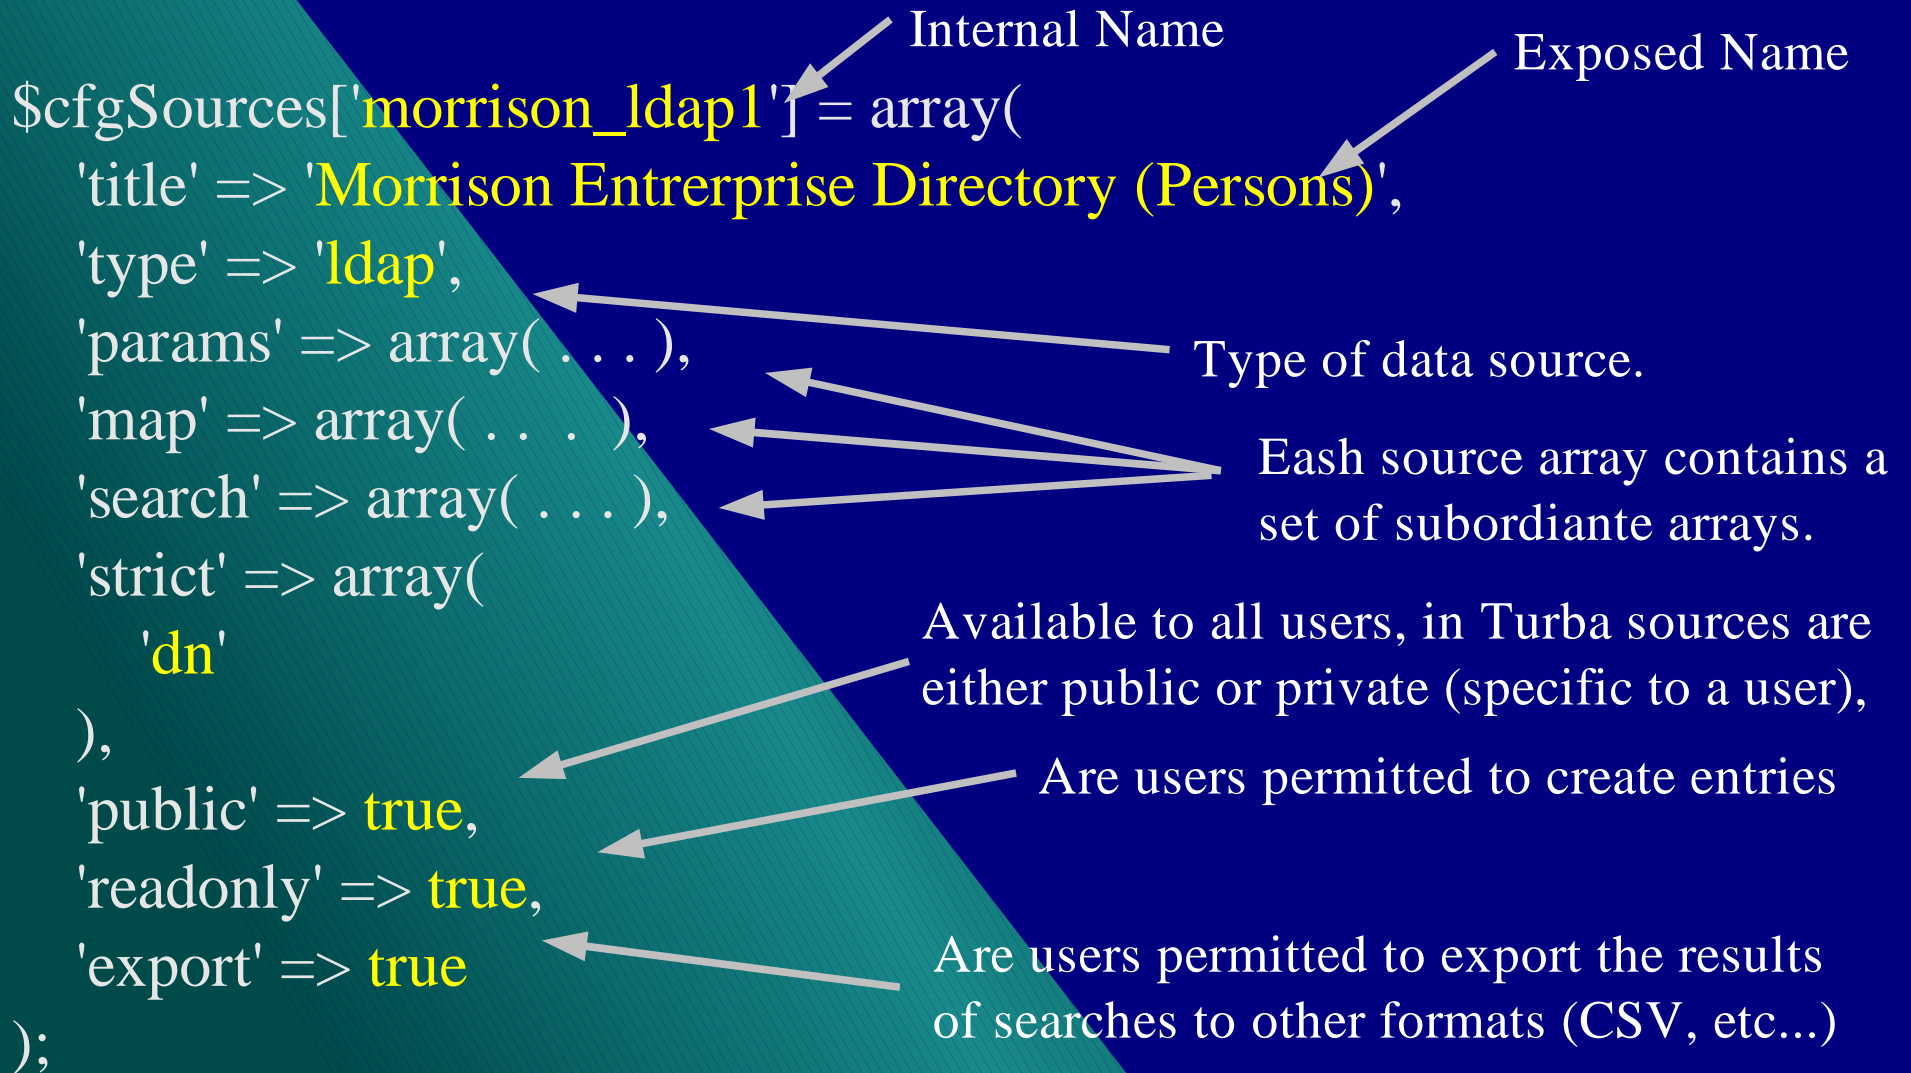 Internal Name
Exposed Name
$cfgSources['morrison_ldap1'] = array(
'title' => 'Morrison Entrerprise Directory (Persons)',
'type' => 'ldap',
'params' => array( . . . ),
Type of data source.
'map' => array( . . . ),
'search' => array( . . . ),
Eash source array contains a
set of subordiante arrays.
'strict' => array(
'dn'
),
Available to all users, in Turba sources are
either public or private (specific to a user),
'public' => true,
Are users permitted to create entries
'readonly' => true,
'export' => true
Are users permitted to export the results
of searches to other formats (CSV, etc...)
);